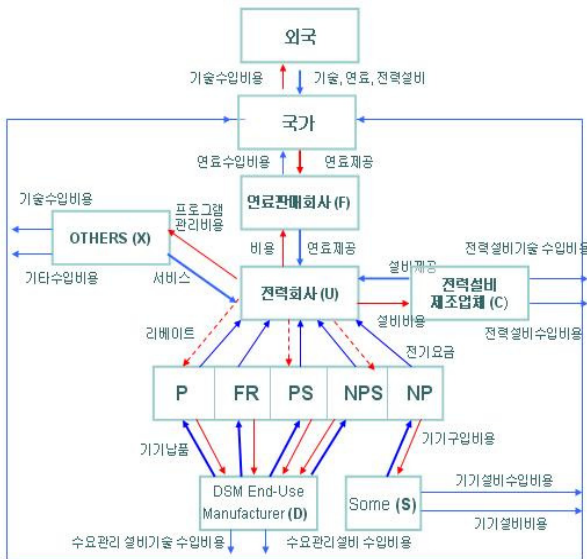 외국
기술수입비용
기술, 연료, 전력설비
국가
연료수입비용
연료제공
기술수입비용
프로그램
관리비용
연료판매회사 (F)
OTHERS (X)
비용
연료제공
전력설비기술 수입비용
기타수입비용
서비스
전력회사 (U)
설비제공
전력설비
제조업체 (C)
설비비용
전력설비수입비용
리베이트
전기요금
P FR PS NPS NP
기기납품
기기구입비용
DSM End-Use
Manufacturer (D)
Some (S)
기기설비수입비용
기기설비비용
수요관리 설비기술 수입비용
수요관리설비 수입비용